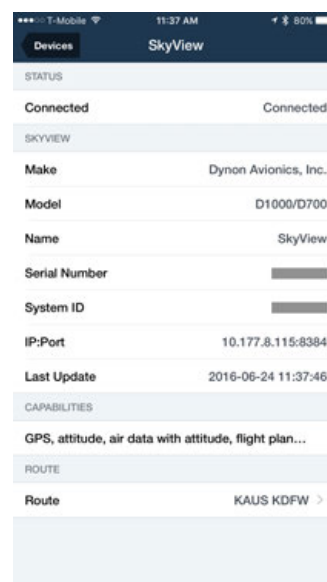 T-Mobile 11:37 AM 80%
Devices SkyView
STATUS
Connected Connected
SKYVIEW
Make Dynon Avionics, Inc.
Model D1000/D700
Name SkyView
Serial Number
System ID
IP:Port 10.177.8.115:8384
Last Update 2016-06-24 11:37:46
CAPABILITIES
GPS, attitude, air data with attitude, flight plan...
ROUTE
Route KAUS KDFW >